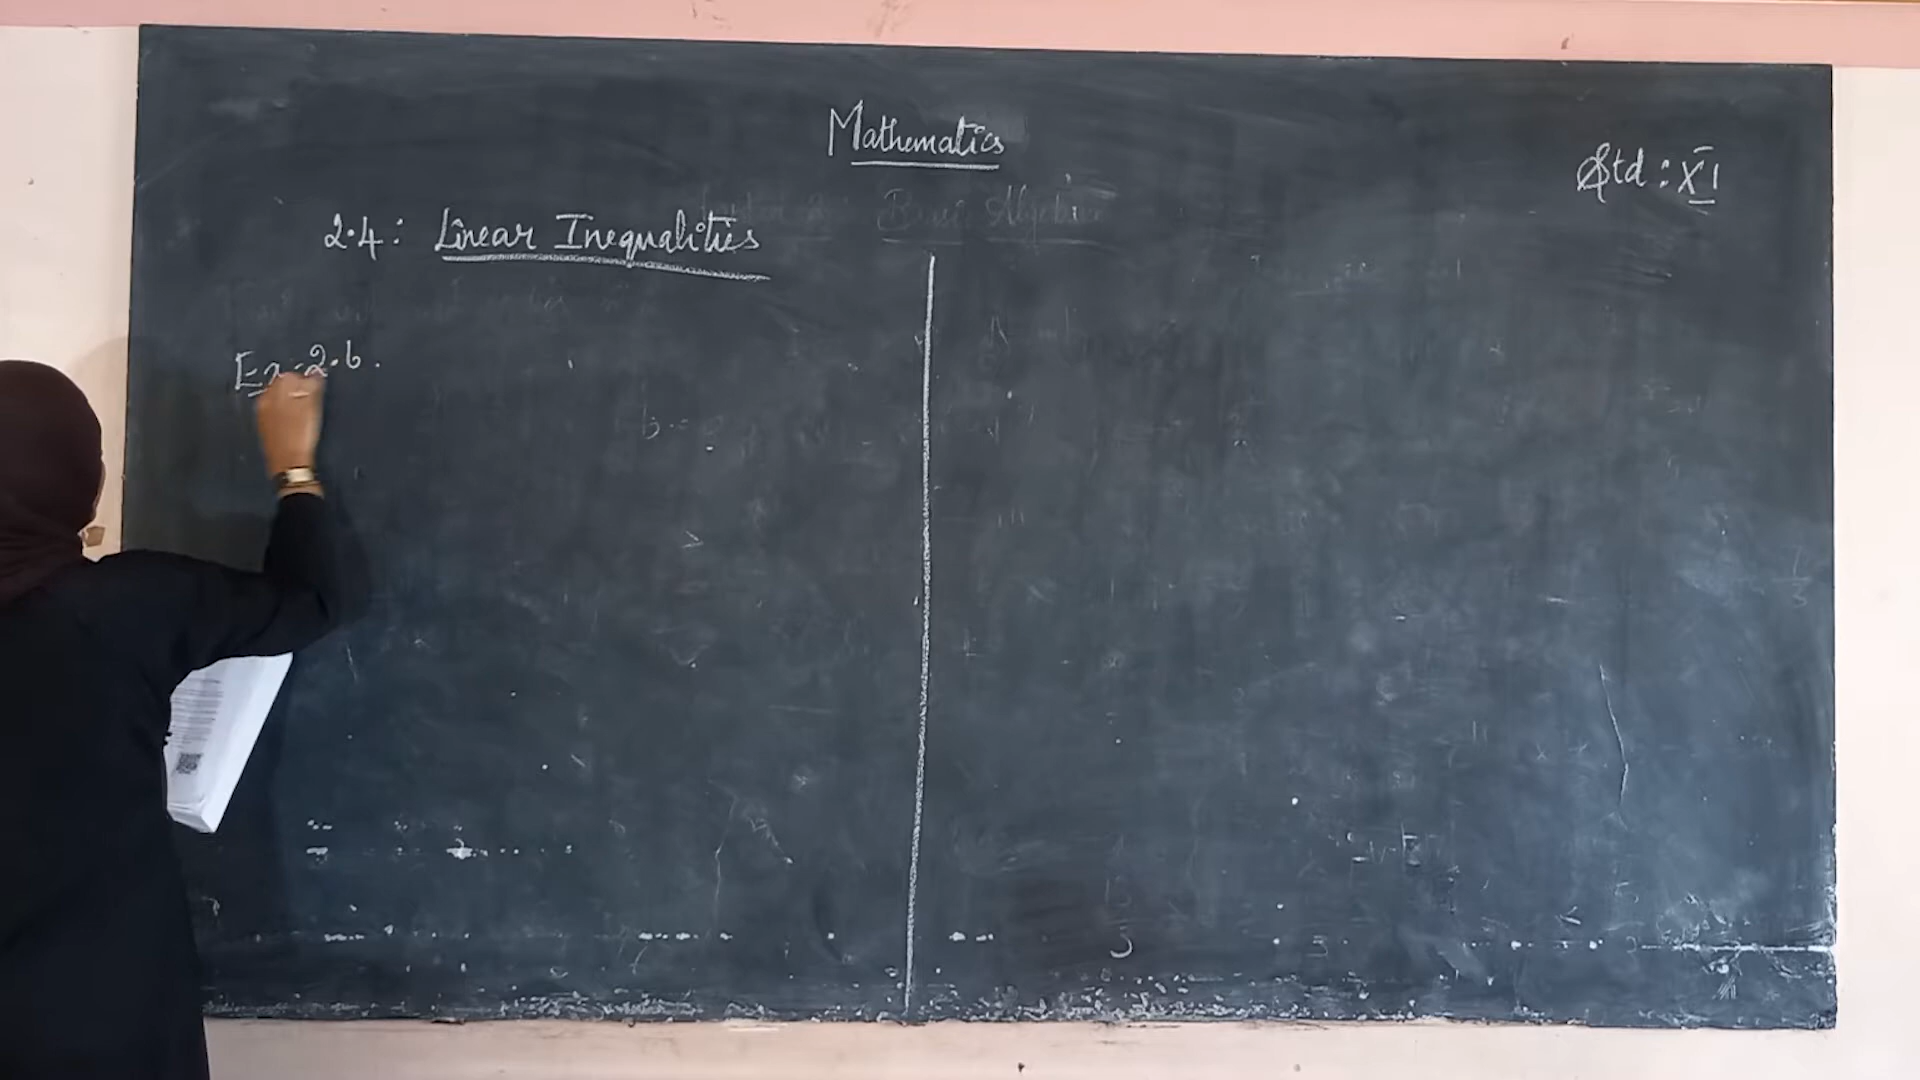 Mathematics
Std : XI
2.4: Linear Inequalities
Ex: 2.6.